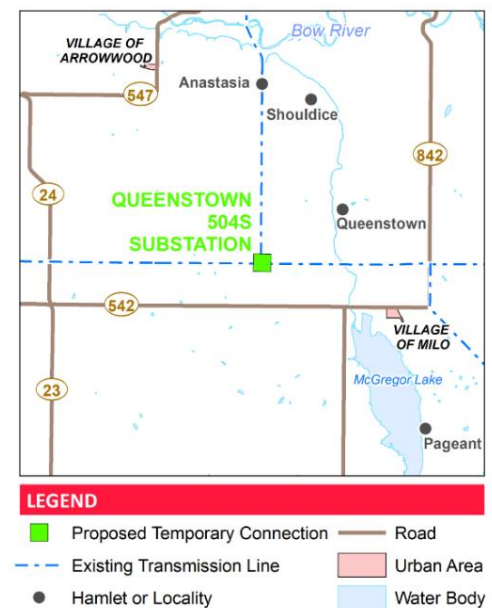 Bow River
VILLAGE OF
ARROWWOOD
Anastasia
547
Shouldice
842
24
QUEENSTOWN
504S
SUBSTATION
Queenstown
542
VILLAGE
OF MILO
McGregor Lake
23
Pageant
LEGEND
Proposed Temporary Connection
Road
Existing Transmission Line
Urban Area
Hamlet or Locality
Water Body